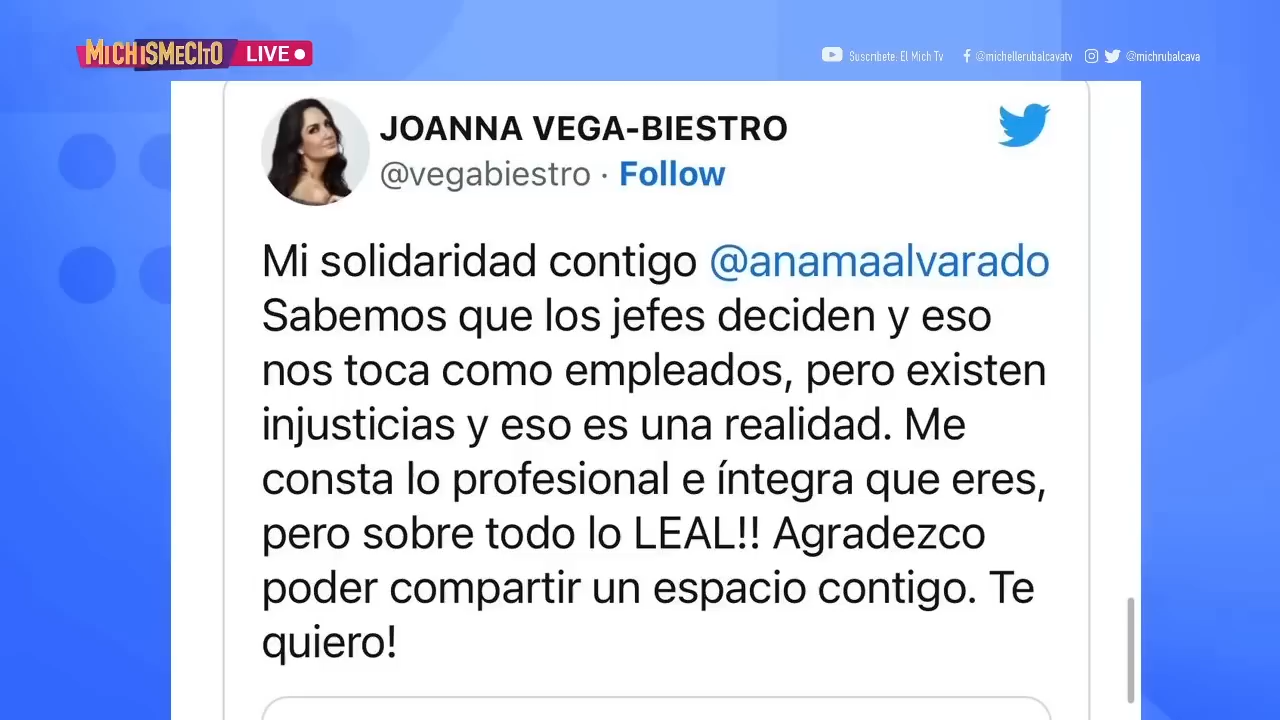 MICHISMECITO LIVE
Suscríbete: El Mich Tv @michellerubalcavatv @michrubalcava
JOANNA VEGA-BIESTRO
@vegabiestro · Follow
Mi solidaridad contigo @anamaalvarado
Sabemos que los jefes deciden y eso
nos toca como empleados, pero existen
injusticias y eso es una realidad. Me
consta lo profesional e íntegra que eres,
pero sobre todo lo LEAL!! Agradezco
poder compartir un espacio contigo. Te
quiero!